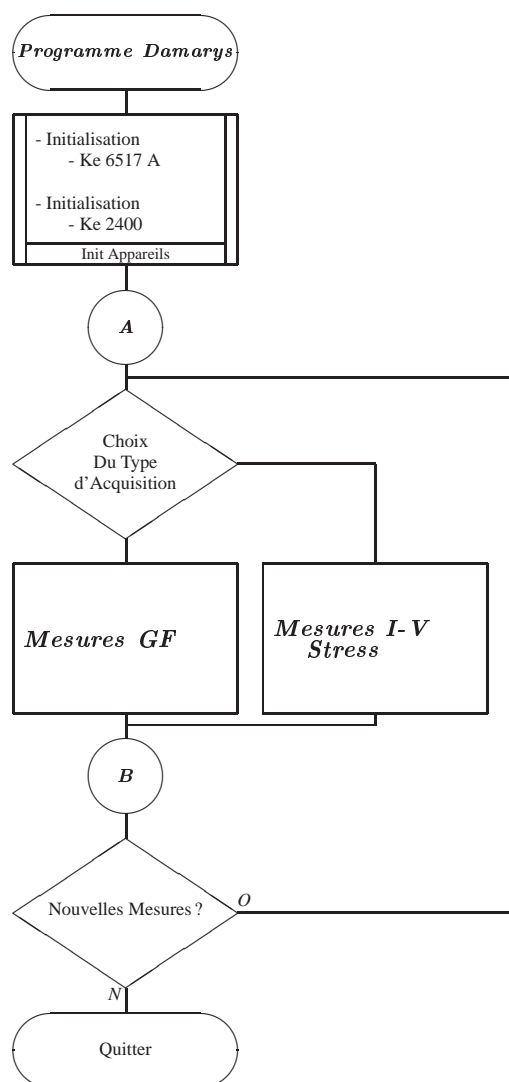 Programme Damarys
- Initialisation
- Ke 6517 A
- Initialisation
- Ke 2400
Init Appareils
A
Choix
Du Type
d'Acquisition
Mesures GF
Mesures I-V
Stress
B
Nouvelles Mesures ?
O
N
Quitter